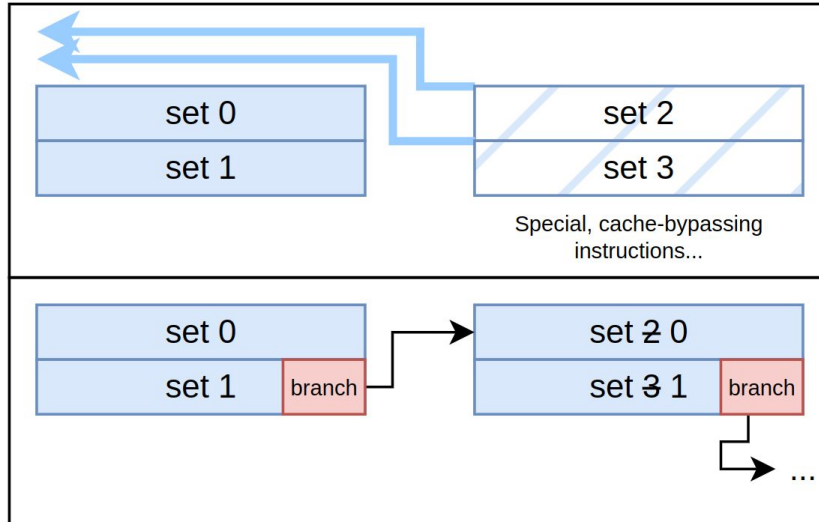 set 0
set 2
set 1
set 3
Special, cache-bypassing
instructions...
set 0
set 2 0
set 1
branch
set 3 1
branch
...